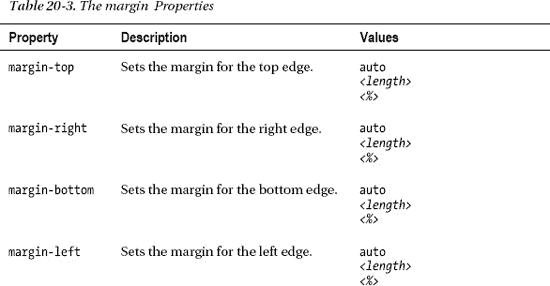 Table 20-3. The margin Properties
Property Description Values
margin-top Sets the margin for the top edge. auto
<length>
<%>
margin-right Sets the margin for the right edge. auto
<length>
<%>
margin-bottom Sets the margin for the bottom edge. auto
<length>
<%>
margin-left Sets the margin for the left edge. auto
<length>
<%>